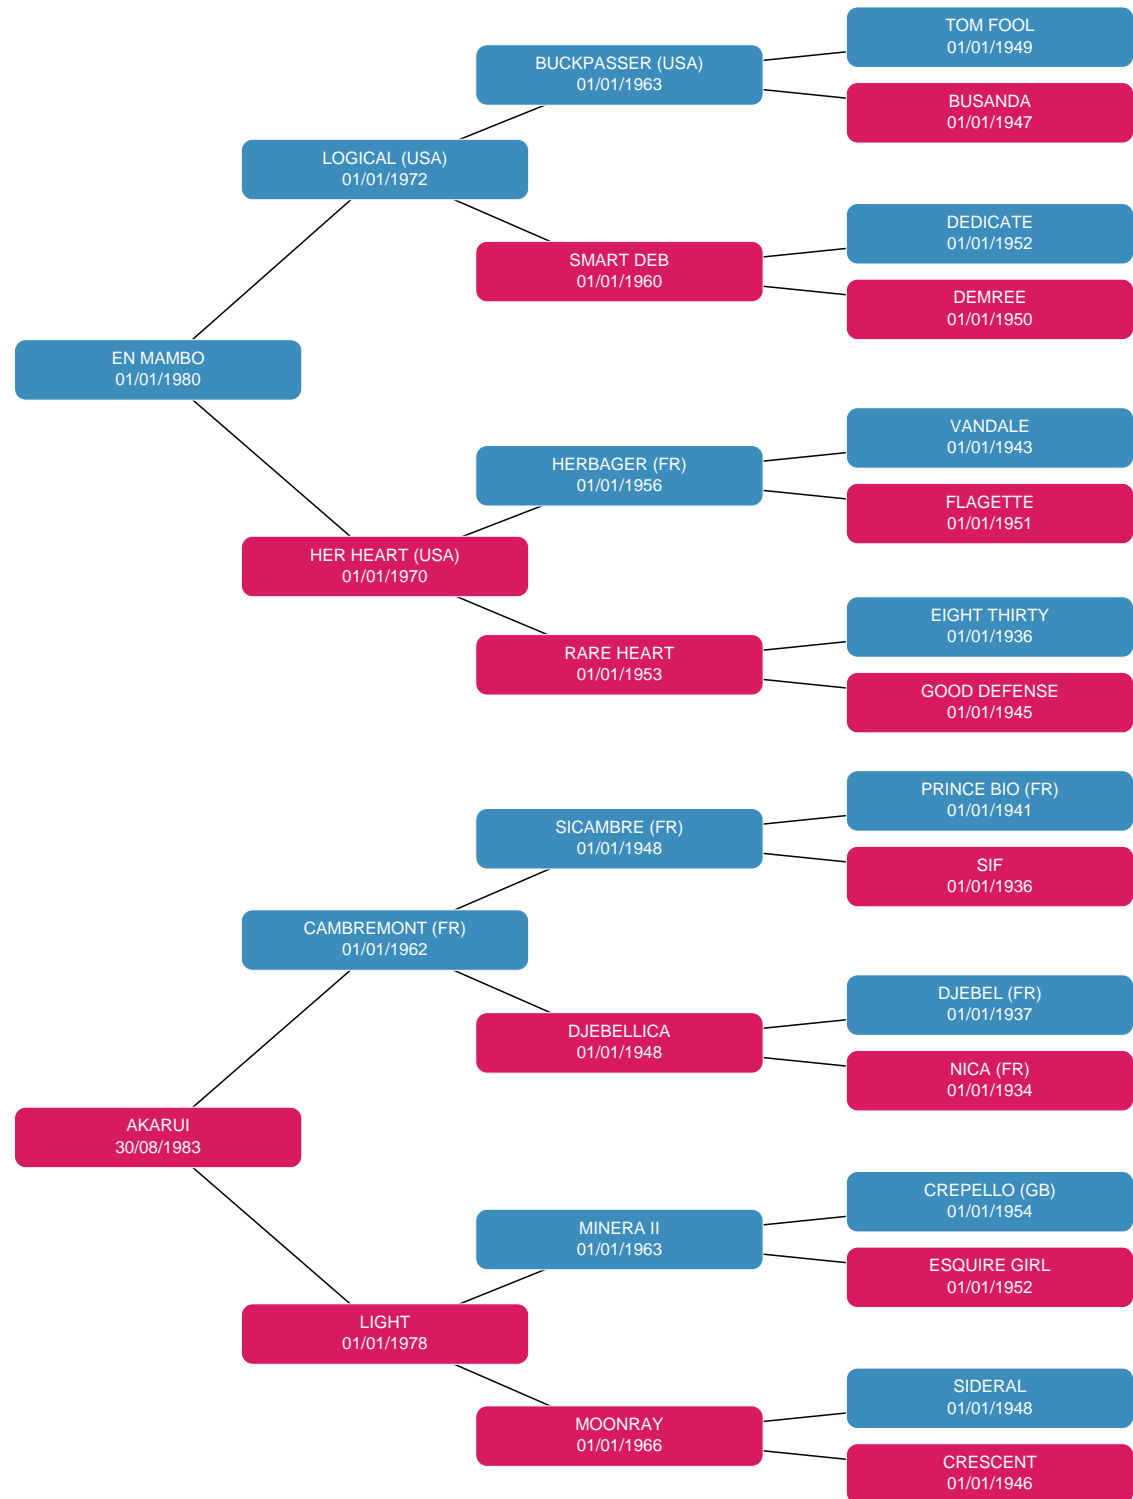 TOM FOOL
01/01/1949
BUCKPASSER (USA)
01/01/1963
BUSANDA
01/01/1947
LOGICAL (USA)
01/01/1972
DEDICATE
01/01/1952
SMART DEB
01/01/1960
DEMREE
01/01/1950
EN MAMBO
01/01/1980
VANDALE
01/01/1943
HERBAGER (FR)
01/01/1956
FLAGETTE
01/01/1951
HER HEART (USA)
01/01/1970
EIGHT THIRTY
01/01/1936
RARE HEART
01/01/1953
GOOD DEFENSE
01/01/1945
PRINCE BIO (FR)
01/01/1941
SICAMBRE (FR)
01/01/1948
SIF
01/01/1936
CAMBREMONT (FR)
01/01/1962
DJEBEL (FR)
01/01/1937
DJEBELLICA
01/01/1948
NICA (FR)
01/01/1934
AKARUI
30/08/1983
CREPELLO (GB)
01/01/1954
MINERA II
01/01/1963
ESQUIRE GIRL
01/01/1952
LIGHT
01/01/1978
SIDERAL
01/01/1948
MOONRAY
01/01/1966
CRESCENT
01/01/1946